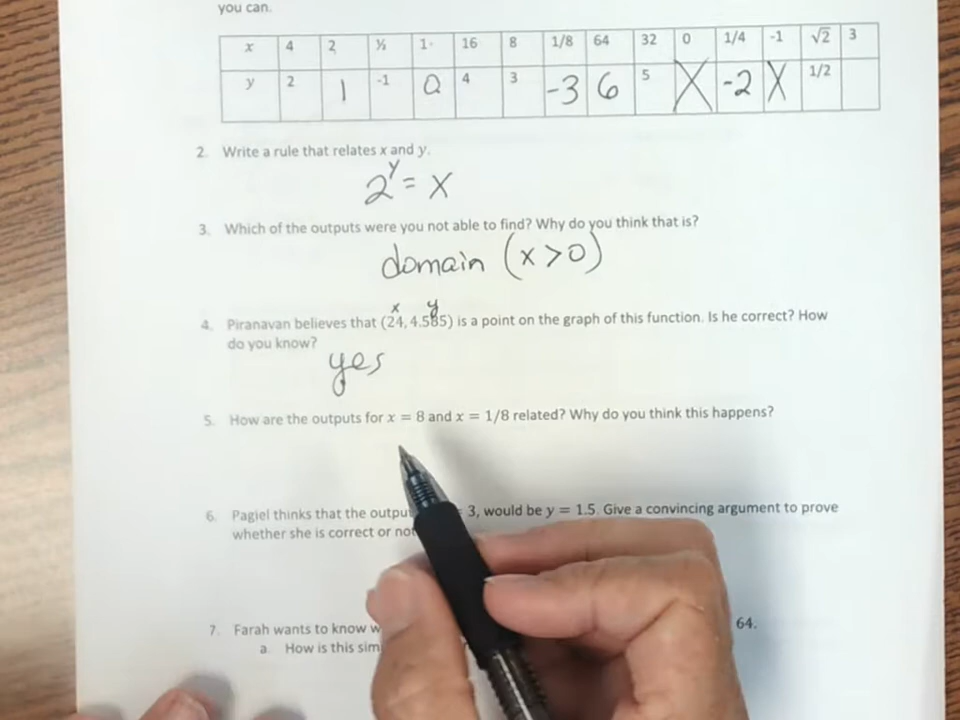 you can.
x 4 2 ½ 1 16 8 1/8 64 32 0 1/4 -1 √2 3
y 2 1 -1 0 4 3 -3 6 5 X -2 X 1/2
2. Write a rule that relates x and y.
2^y = x
3. Which of the outputs were you not able to find? Why do you think that is?
domain (x>0)
x y
4. Piranavan believes that (24, 4.585) is a point on the graph of this function. Is he correct? How
do you know?
yes
5. How are the outputs for x = 8 and x = 1/8 related? Why do you think this happens?
6. Pagiel thinks that the 3, would be y = 1.5. Give a convincing argument to prove
whether she is correct or
7. Farah wants to know 64.
a. How is this